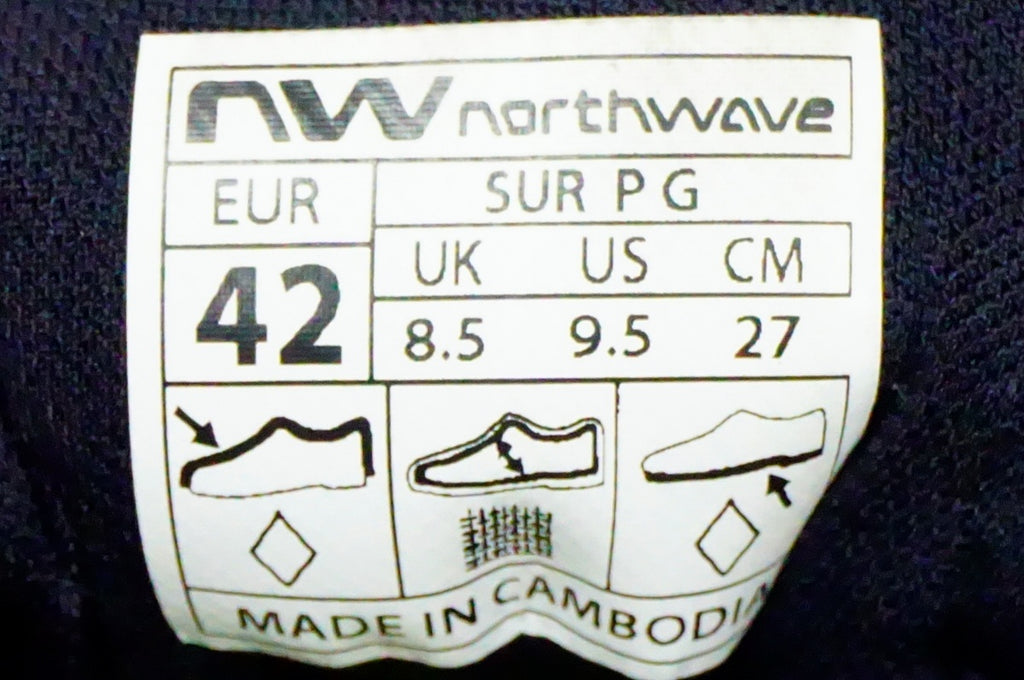 nw northwave
EUR
SUR P G
UK US CM
42
8.5 9.5 27
MADE IN CAMBODIA